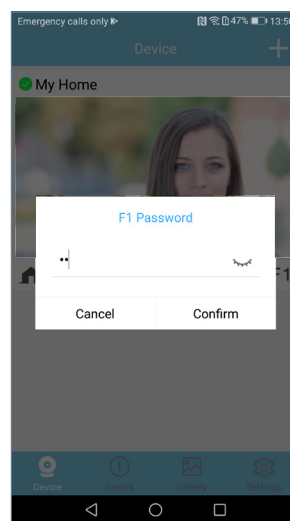 Emergency calls only 47% 13:50
Device
My Home
F1 Password
Cancel Confirm
F1
Device Events Gallery Settings